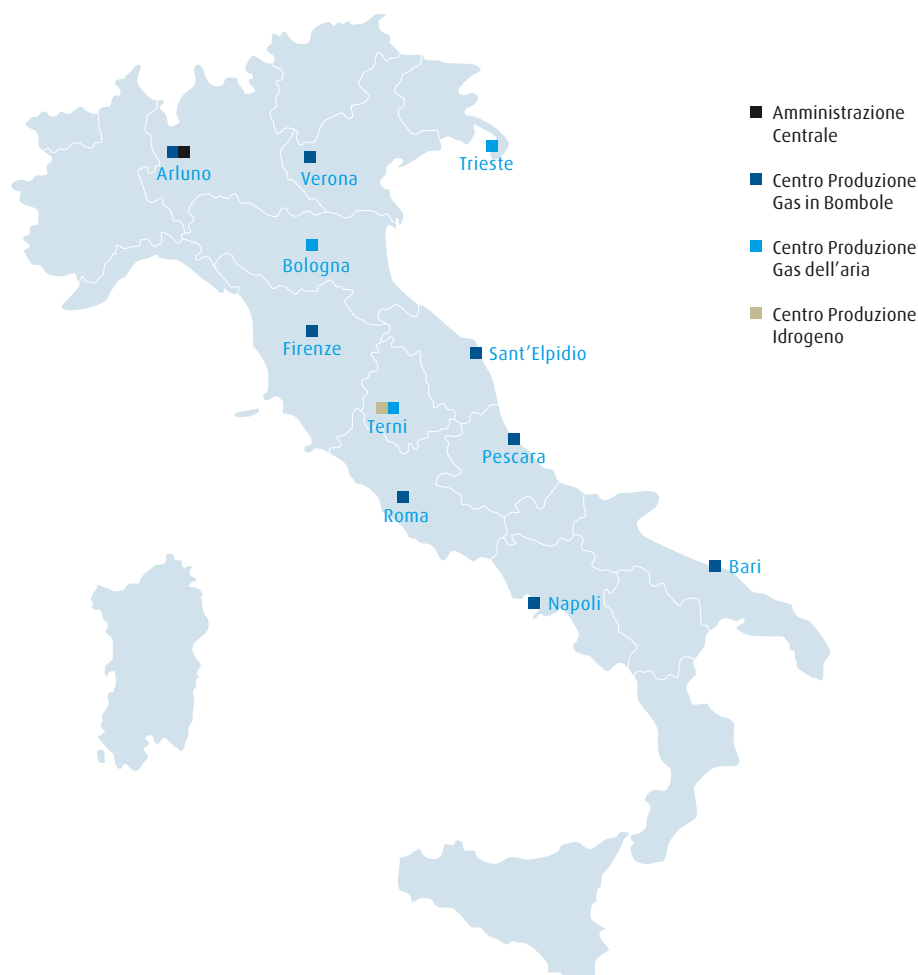 Amministrazione
Centrale
Centro Produzione
Gas in Bombole
Centro Produzione
Gas dell’aria
Centro Produzione
Idrogeno
Arluno
Verona
Trieste
Bologna
Firenze
Sant’Elpidio
Terni
Pescara
Roma
Bari
Napoli